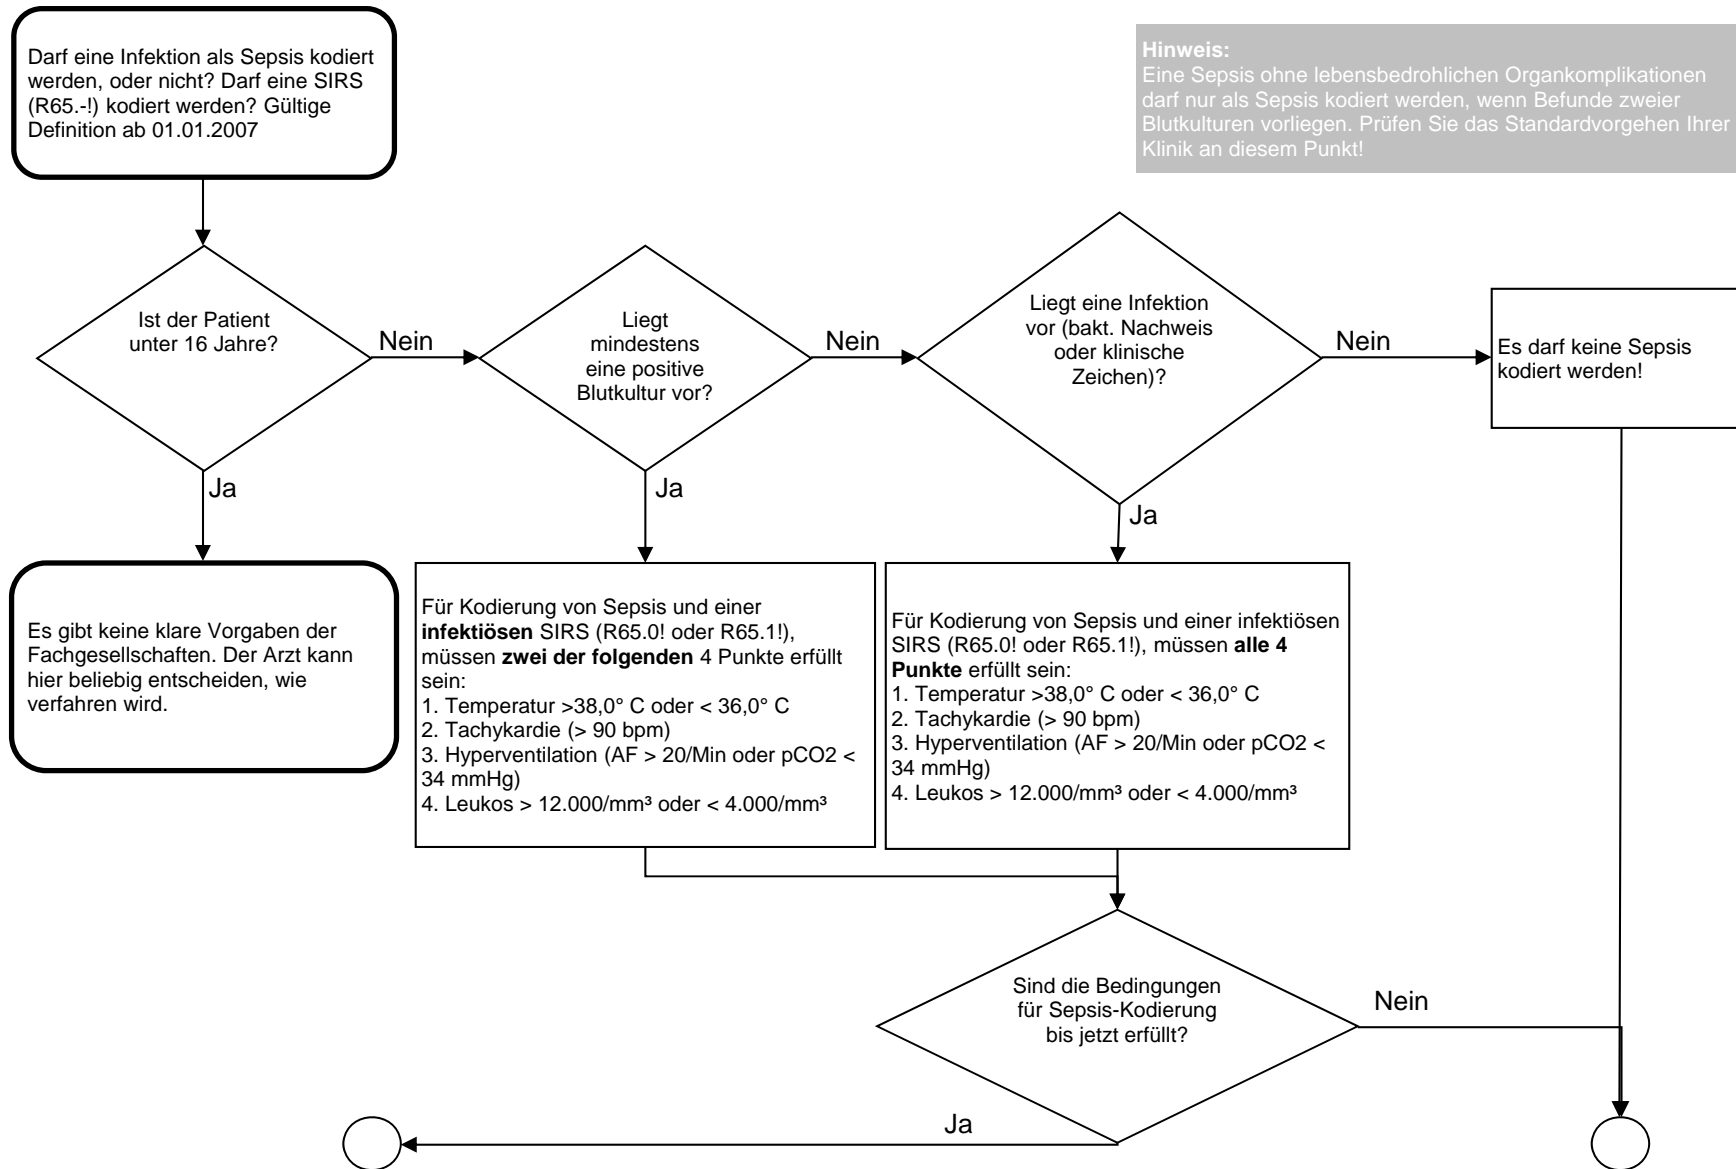 Darf eine Infektion als Sepsis kodiert
werden, oder nicht? Darf eine SIRS
(R65.-!) kodiert werden? Gültige
Definition ab 01.01.2007
Hinweis:
Eine Sepsis ohne lebensbedrohlichen Organkomplikationen
darf nur als Sepsis kodiert werden, wenn Befunde zweier
Blutkulturen vorliegen. Prüfen Sie das Standardvorgehen Ihrer
Klinik an diesem Punkt!
Ist der Patient
unter 16 Jahre?
Nein
Liegt
mindestens
eine positive
Blutkultur vor?
Nein
Liegt eine Infektion
vor (bakt. Nachweis
oder klinische
Zeichen)?
Nein
Es darf keine Sepsis
kodiert werden!
Ja
Ja
Ja
Es gibt keine klare Vorgaben der
Fachgesellschaften. Der Arzt kann
hier beliebig entscheiden, wie
verfahren wird.
Für Kodierung von Sepsis und einer
infektiösen SIRS (R65.0! oder R65.1!),
müssen zwei der folgenden 4 Punkte erfüllt
sein:
1. Temperatur >38,0° C oder < 36,0° C
2. Tachykardie (> 90 bpm)
3. Hyperventilation (AF > 20/Min oder pCO2 <
34 mmHg)
4. Leukos > 12.000/mm³ oder < 4.000/mm³
Für Kodierung von Sepsis und einer infektiösen
SIRS (R65.0! oder R65.1!), müssen alle 4
Punkte erfüllt sein:
1. Temperatur >38,0° C oder < 36,0° C
2. Tachykardie (> 90 bpm)
3. Hyperventilation (AF > 20/Min oder pCO2 <
34 mmHg)
4. Leukos > 12.000/mm³ oder < 4.000/mm³
Sind die Bedingungen
für Sepsis-Kodierung
bis jetzt erfüllt?
Nein
Ja